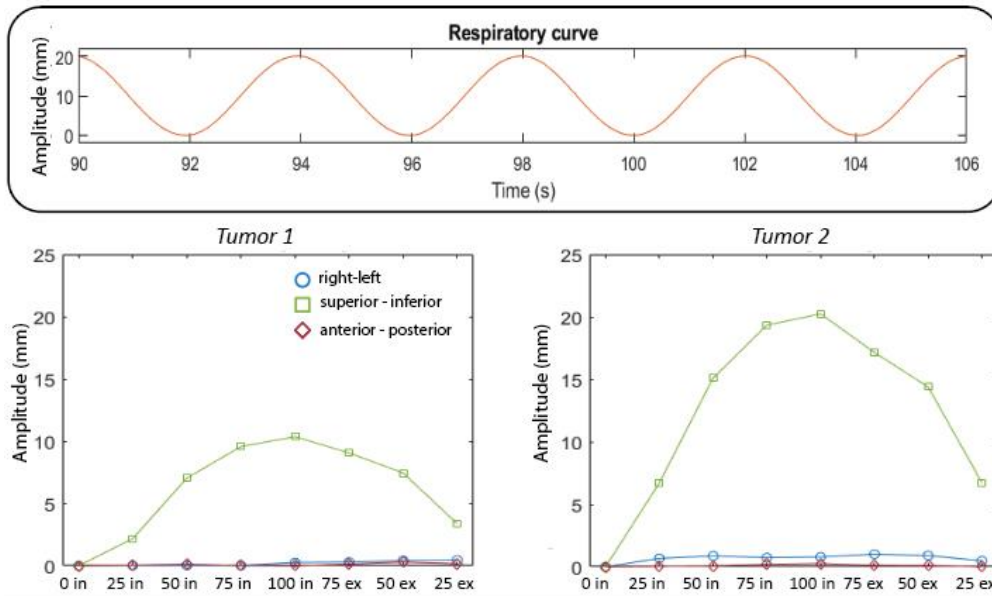 Respiratory curve
Amplitude (mm)
20
10
0
90 92 94 96 98 100 102 104 106
Time (s)
Tumor 1
Amplitude (mm)
25
20
15
10
5
0
right-left
superior - inferior
anterior - posterior
0 in 25 in 50 in 75 in 100 in 75 ex 50 ex 25 ex
Tumor 2
Amplitude (mm)
25
20
15
10
5
0
0 in 25 in 50 in 75 in 100 in 75 ex 50 ex 25 ex